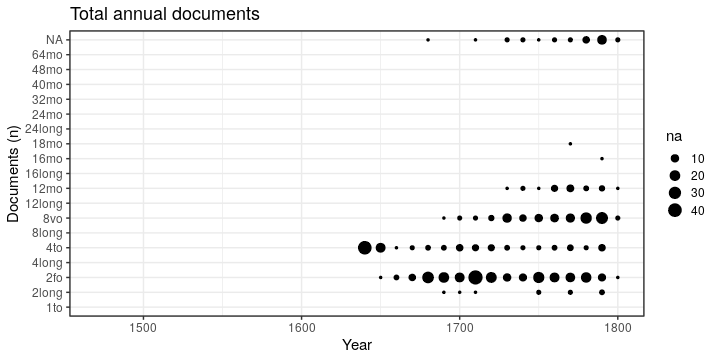 Total annual documents
Documents (n)
NA
64mo
48mo
40mo
32mo
24mo
24long
18mo
16mo
16long
12mo
12long
8vo
8long
4to
4long
2fo
2long
1to
1500
1600
1700
1800
Year
na
10
20
30
40